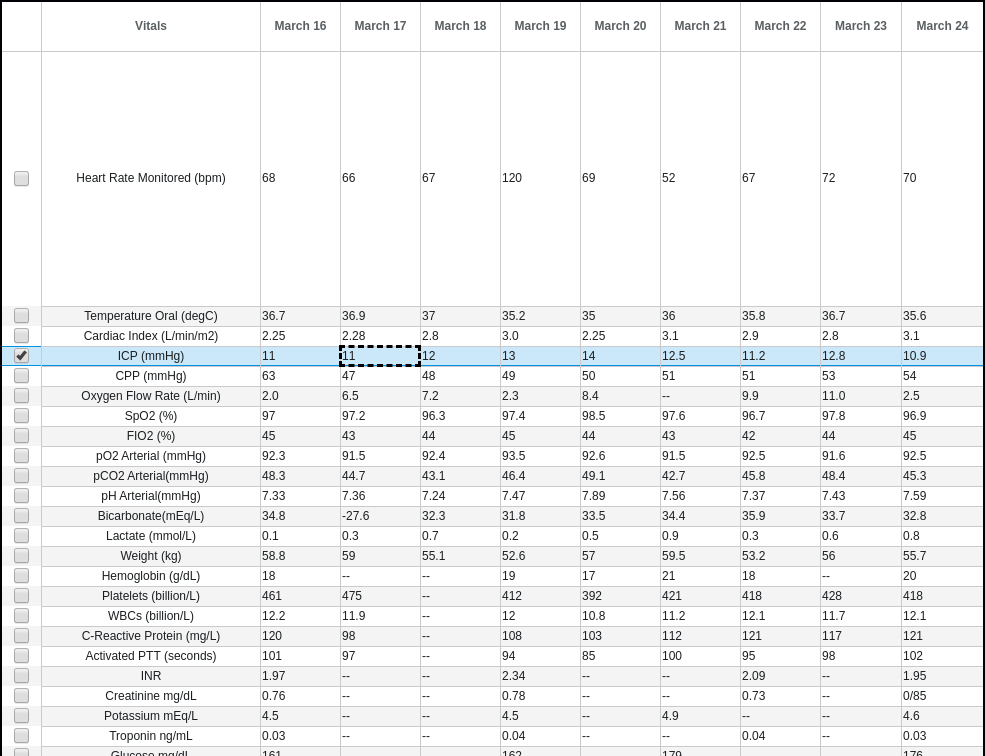 Vitals March 16 March 17 March 18 March 19 March 20 March 21 March 22 March 23 March 24
Heart Rate Monitored (bpm) 68 66 67 120 69 52 67 72 70
Temperature Oral (degC) 36.7 36.9 37 35.2 35 36 35.8 36.7 35.6
Cardiac Index (L/min/m2) 2.25 2.28 2.8 3.0 2.25 3.1 2.9 2.8 3.1
ICP (mmHg) 11 11 12 13 14 12.5 11.2 12.8 10.9
CPP (mmHg) 63 47 48 49 50 51 51 53 54
Oxygen Flow Rate (L/min) 2.0 6.5 7.2 2.3 8.4 -- 9.9 11.0 2.5
SpO2 (%) 97 97.2 96.3 97.4 98.5 97.6 96.7 97.8 96.9
FIO2 (%) 45 43 44 45 44 43 42 44 45
pO2 Arterial (mmHg) 92.3 91.5 92.4 93.5 92.6 91.5 92.5 91.6 92.5
pCO2 Arterial(mmHg) 48.3 44.7 43.1 46.4 49.1 42.7 45.8 48.4 45.3
pH Arterial(mmHg) 7.33 7.36 7.24 7.47 7.89 7.56 7.37 7.43 7.59
Bicarbonate(mEq/L) 34.8 -27.6 32.3 31.8 33.5 34.4 35.9 33.7 32.8
Lactate (mmol/L) 0.1 0.3 0.7 0.2 0.5 0.9 0.3 0.6 0.8
Weight (kg) 58.8 59 55.1 52.6 57 59.5 53.2 56 55.7
Hemoglobin (g/dL) 18 -- -- 19 17 21 18 -- 20
Platelets (billion/L) 461 475 -- 412 392 421 418 428 418
WBCs (billion/L) 12.2 11.9 -- 12 10.8 11.2 12.1 11.7 12.1
C-Reactive Protein (mg/L) 120 98 -- 108 103 112 121 117 121
Activated PTT (seconds) 101 97 -- 94 85 100 95 98 102
INR 1.97 -- -- 2.34 -- -- 2.09 -- 1.95
Creatinine mg/dL 0.76 -- -- 0.78 -- -- 0.73 -- 0/85
Potassium mEq/L 4.5 -- -- 4.5 -- 4.9 -- -- 4.6
Troponin ng/mL 0.03 -- -- 0.04 -- -- 0.04 -- 0.03
Glucose mg/dL 161 162 179 176